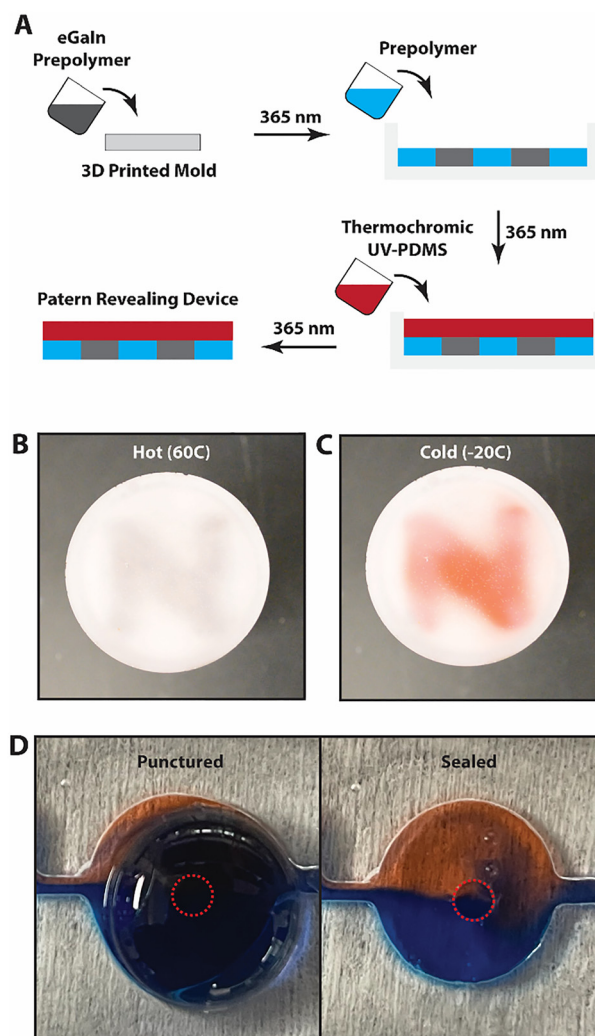 A
eGaIn
Prepolymer
365 nm
3D Printed Mold
Prepolymer
365 nm
Thermochromic
UV-PDMS
Patern Revealing Device
365 nm
B
Hot (60C)
C
Cold (-20C)
N
N
D
Punctured
Sealed